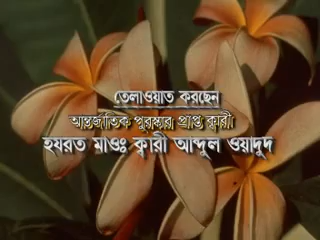 তেলাওয়াত করছেন
আন্তর্জাতিক পুরস্কার প্রাপ্ত ক্বারী
হযরত মাওঃ ক্বারী আব্দুল ওয়াদুদ